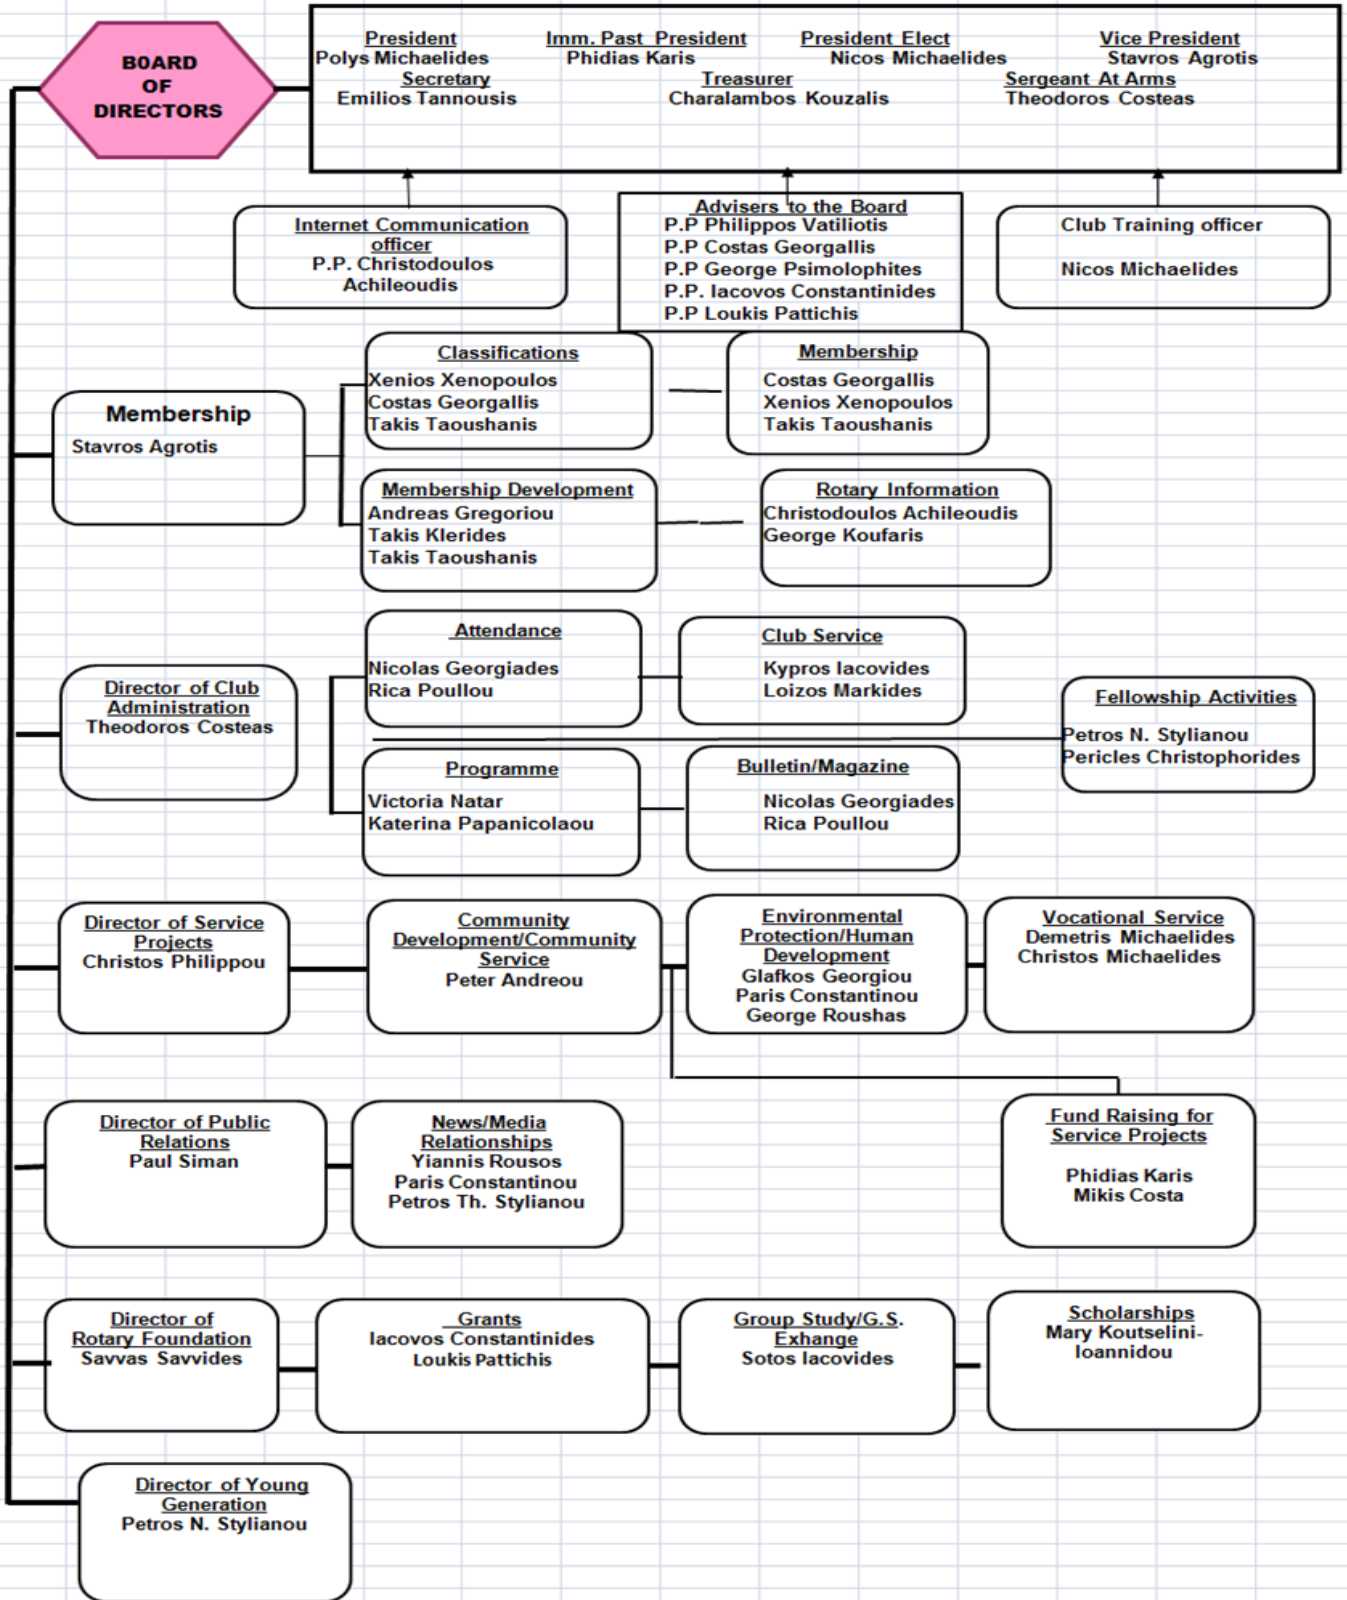 B0ARD
OF
DIRECTORS
President Imm. Past President President Elect Vice President
Polys Michaelides Phidias Karis Nicos Michaelides Stavros Agrotis
Secretary Treasurer Sergeant At Arms
Emilios Tannousis Charalambos Kouzalis Theodoros Costeas
Internet Communication
officer
P.P. Christodoulos
Achileoudis
Advisers to the Board
P.P Philippos Vatiliotis
P.P Costas Georgallis
P.P George Psimolophites
P.P. Iacovos Constantinides
P.P Loukis Pattichis
Club Training officer
Nicos Michaelides
Membership
Stavros Agrotis
Classifications
Xenios Xenopoulos
Costas Georgallis
Takis Taoushanis
Membership
Costas Georgallis
Xenios Xenopoulos
Takis Taoushanis
Membership Development
Andreas Gregoriou
Takis Klerides
Takis Taoushanis
Rotary Information
Christodoulos Achileoudis
George Koufaris
Director of Club
Administration
Theodoros Costeas
Attendance
Nicolas Georgiades
Rica Poullou
Club Service
Kypros Iacovides
Loizos Markides
Fellowship Activities
Petros N. Stylianou
Pericles Christophorides
Programme
Victoria Natar
Katerina Papanicolaou
Bulletin/Magazine
Nicolas Georgiades
Rica Poullou
Director of Service
Projects
Christos Philippou
Community
Development/Community
Service
Peter Andreou
Environmental
Protection/Human
Development
Glafkos Georgiou
Paris Constantinou
George Roushas
Vocational Service
Demetris Michaelides
Christos Michaelides
Director of Public
Relations
Paul Siman
News/Media
Relationships
Yiannis Rousos
Paris Constantinou
Petros Th. Stylianou
Fund Raising for
Service Projects
Phidias Karis
Mikis Costa
Director of
Rotary Foundation
Savvas Savvides
Grants
Iacovos Constantinides
Loukis Pattichis
Group Study/G.S.
Exhange
Sotos Iacovides
Scholarships
Mary Koutselini-
Ioannidou
Director of Young
Generation
Petros N. Stylianou